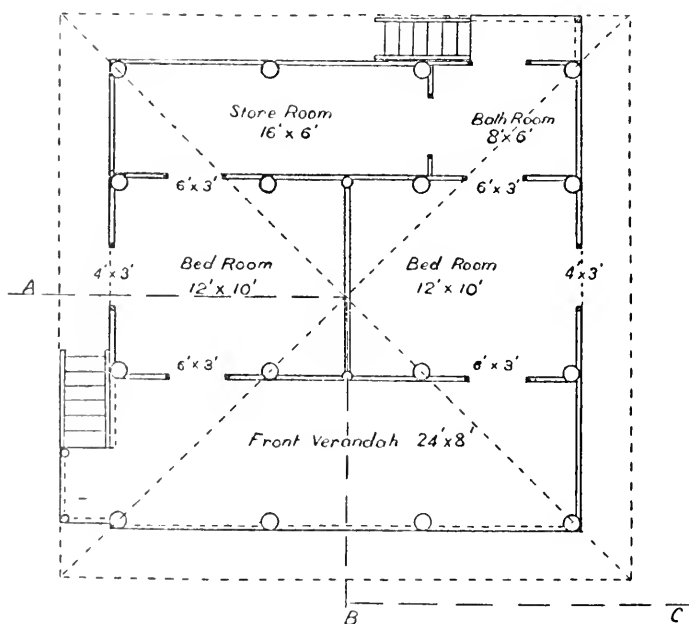 Store Room
16' x 6'
Bath Room
8' x 6'
6' x 3'
6' x 3'
4' x 3'
Bed Room
12' x 10'
Bed Room
12' x 10'
4' x 3'
A
6' x 3'
6' x 3'
Front Verandah 24' x 8'
B
C